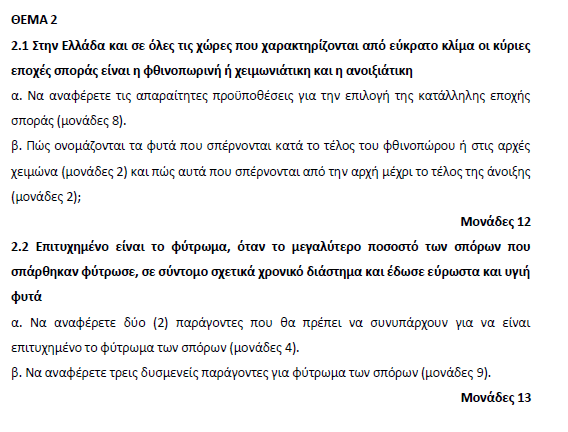 ΘΕΜΑ 2
2.1 Στην Ελλάδα και σε όλες τις χώρες που χαρακτηρίζονται από εύκρατο κλίμα οι κύριες
εποχές σποράς είναι η φθινοπωρινή ή χειμωνιάτικη και η ανοιξιάτικη
α. Να αναφέρετε τις απαραίτητες προϋποθέσεις για την επιλογή της κατάλληλης εποχής
σποράς (μονάδες 8).
β. Πώς ονομάζονται τα φυτά που σπέρνονται κατά το τέλος του φθινοπώρου ή στις αρχές
χειμώνα (μονάδες 2) και πώς αυτά που σπέρνονται από την αρχή μέχρι το τέλος της άνοιξης
(μονάδες 2);
Μονάδες 12
2.2 Επιτυχημένο είναι το φύτρωμα, όταν το μεγαλύτερο ποσοστό των σπόρων που
σπάρθηκαν φύτρωσε, σε σύντομο σχετικά χρονικό διάστημα και έδωσε εύρωστα και υγιή
φυτά
α. Να αναφέρετε δύο (2) παράγοντες που θα πρέπει να συνυπάρχουν για να είναι
επιτυχημένο το φύτρωμα των σπόρων (μονάδες 4).
β. Να αναφέρετε τρεις δυσμενείς παράγοντες για φύτρωμα των σπόρων (μονάδες 9).
Μονάδες 13